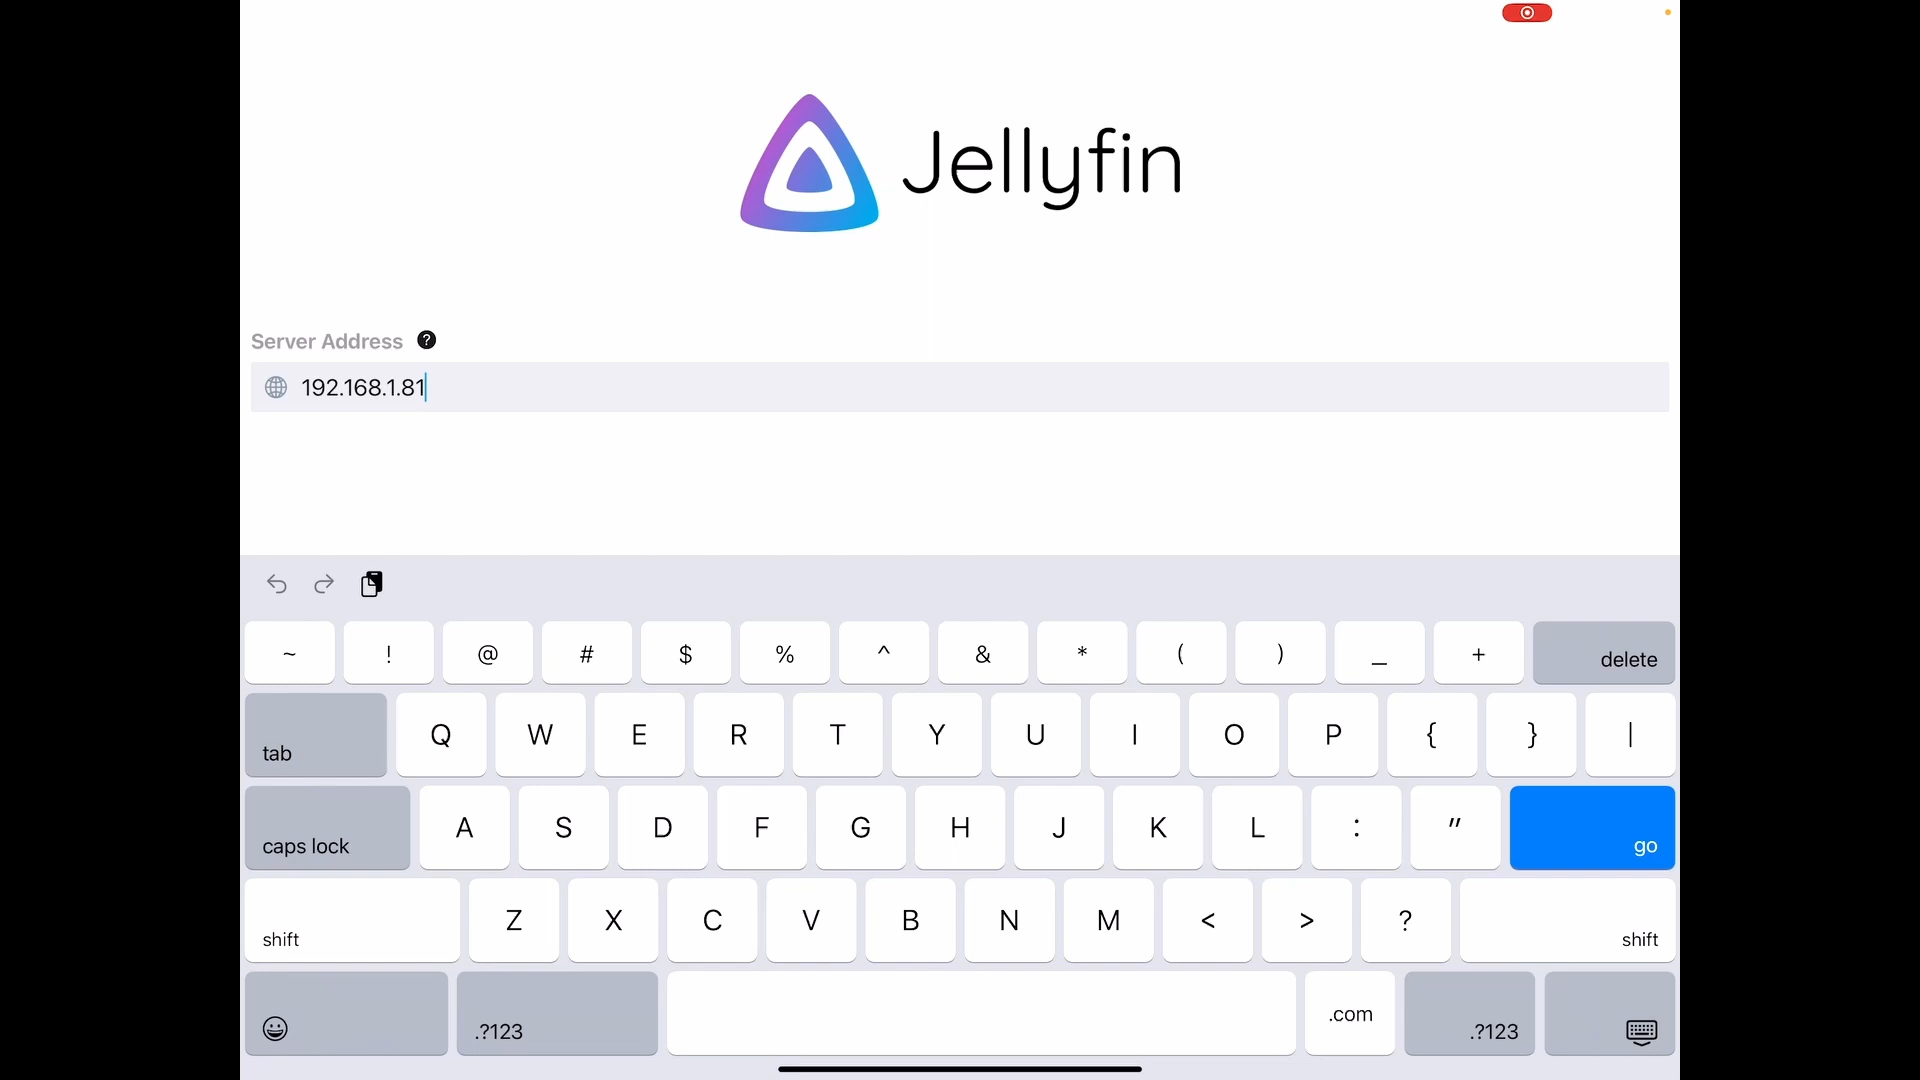 Jellyfin
Server Address ?
192.168.1.81
~ ! @ # $ % ^ & * ( ) _ + delete
tab Q W E R T Y U I O P { } |
caps lock A S D F G H J K L : " go
shift Z X C V B N M < > ? shift
.?123 .com .?123